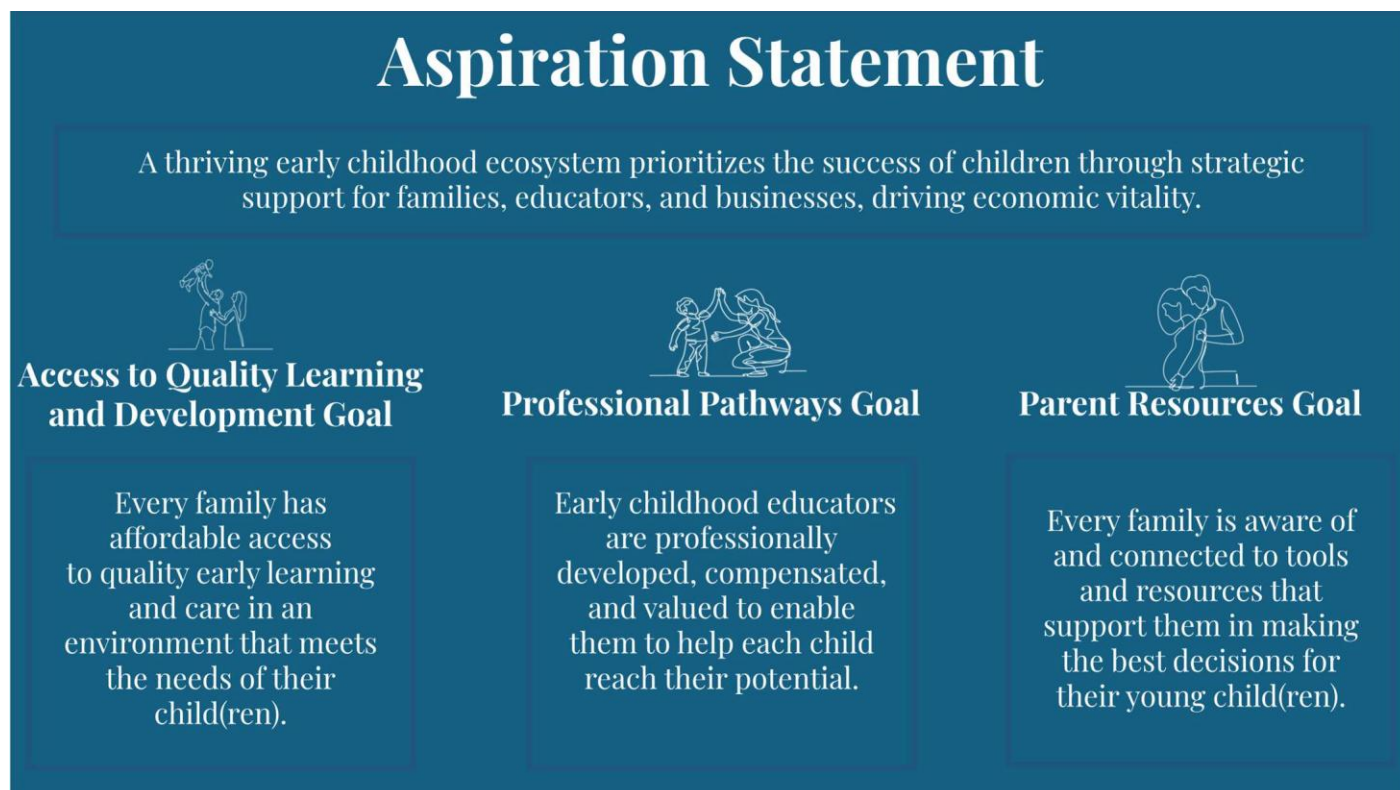 Aspiration Statement
A thriving early childhood ecosystem prioritizes the success of children through strategic
support for families, educators, and businesses, driving economic vitality.
Access to Quality Learning
and Development Goal
Every family has
affordable access
to quality early learning
and care in an
environment that meets
the needs of their
child(ren).
Professional Pathways Goal
Early childhood educators
are professionally
developed, compensated,
and valued to enable
them to help each child
reach their potential.
Parent Resources Goal
Every family is aware of
and connected to tools
and resources that
support them in making
the best decisions for
their young child(ren).